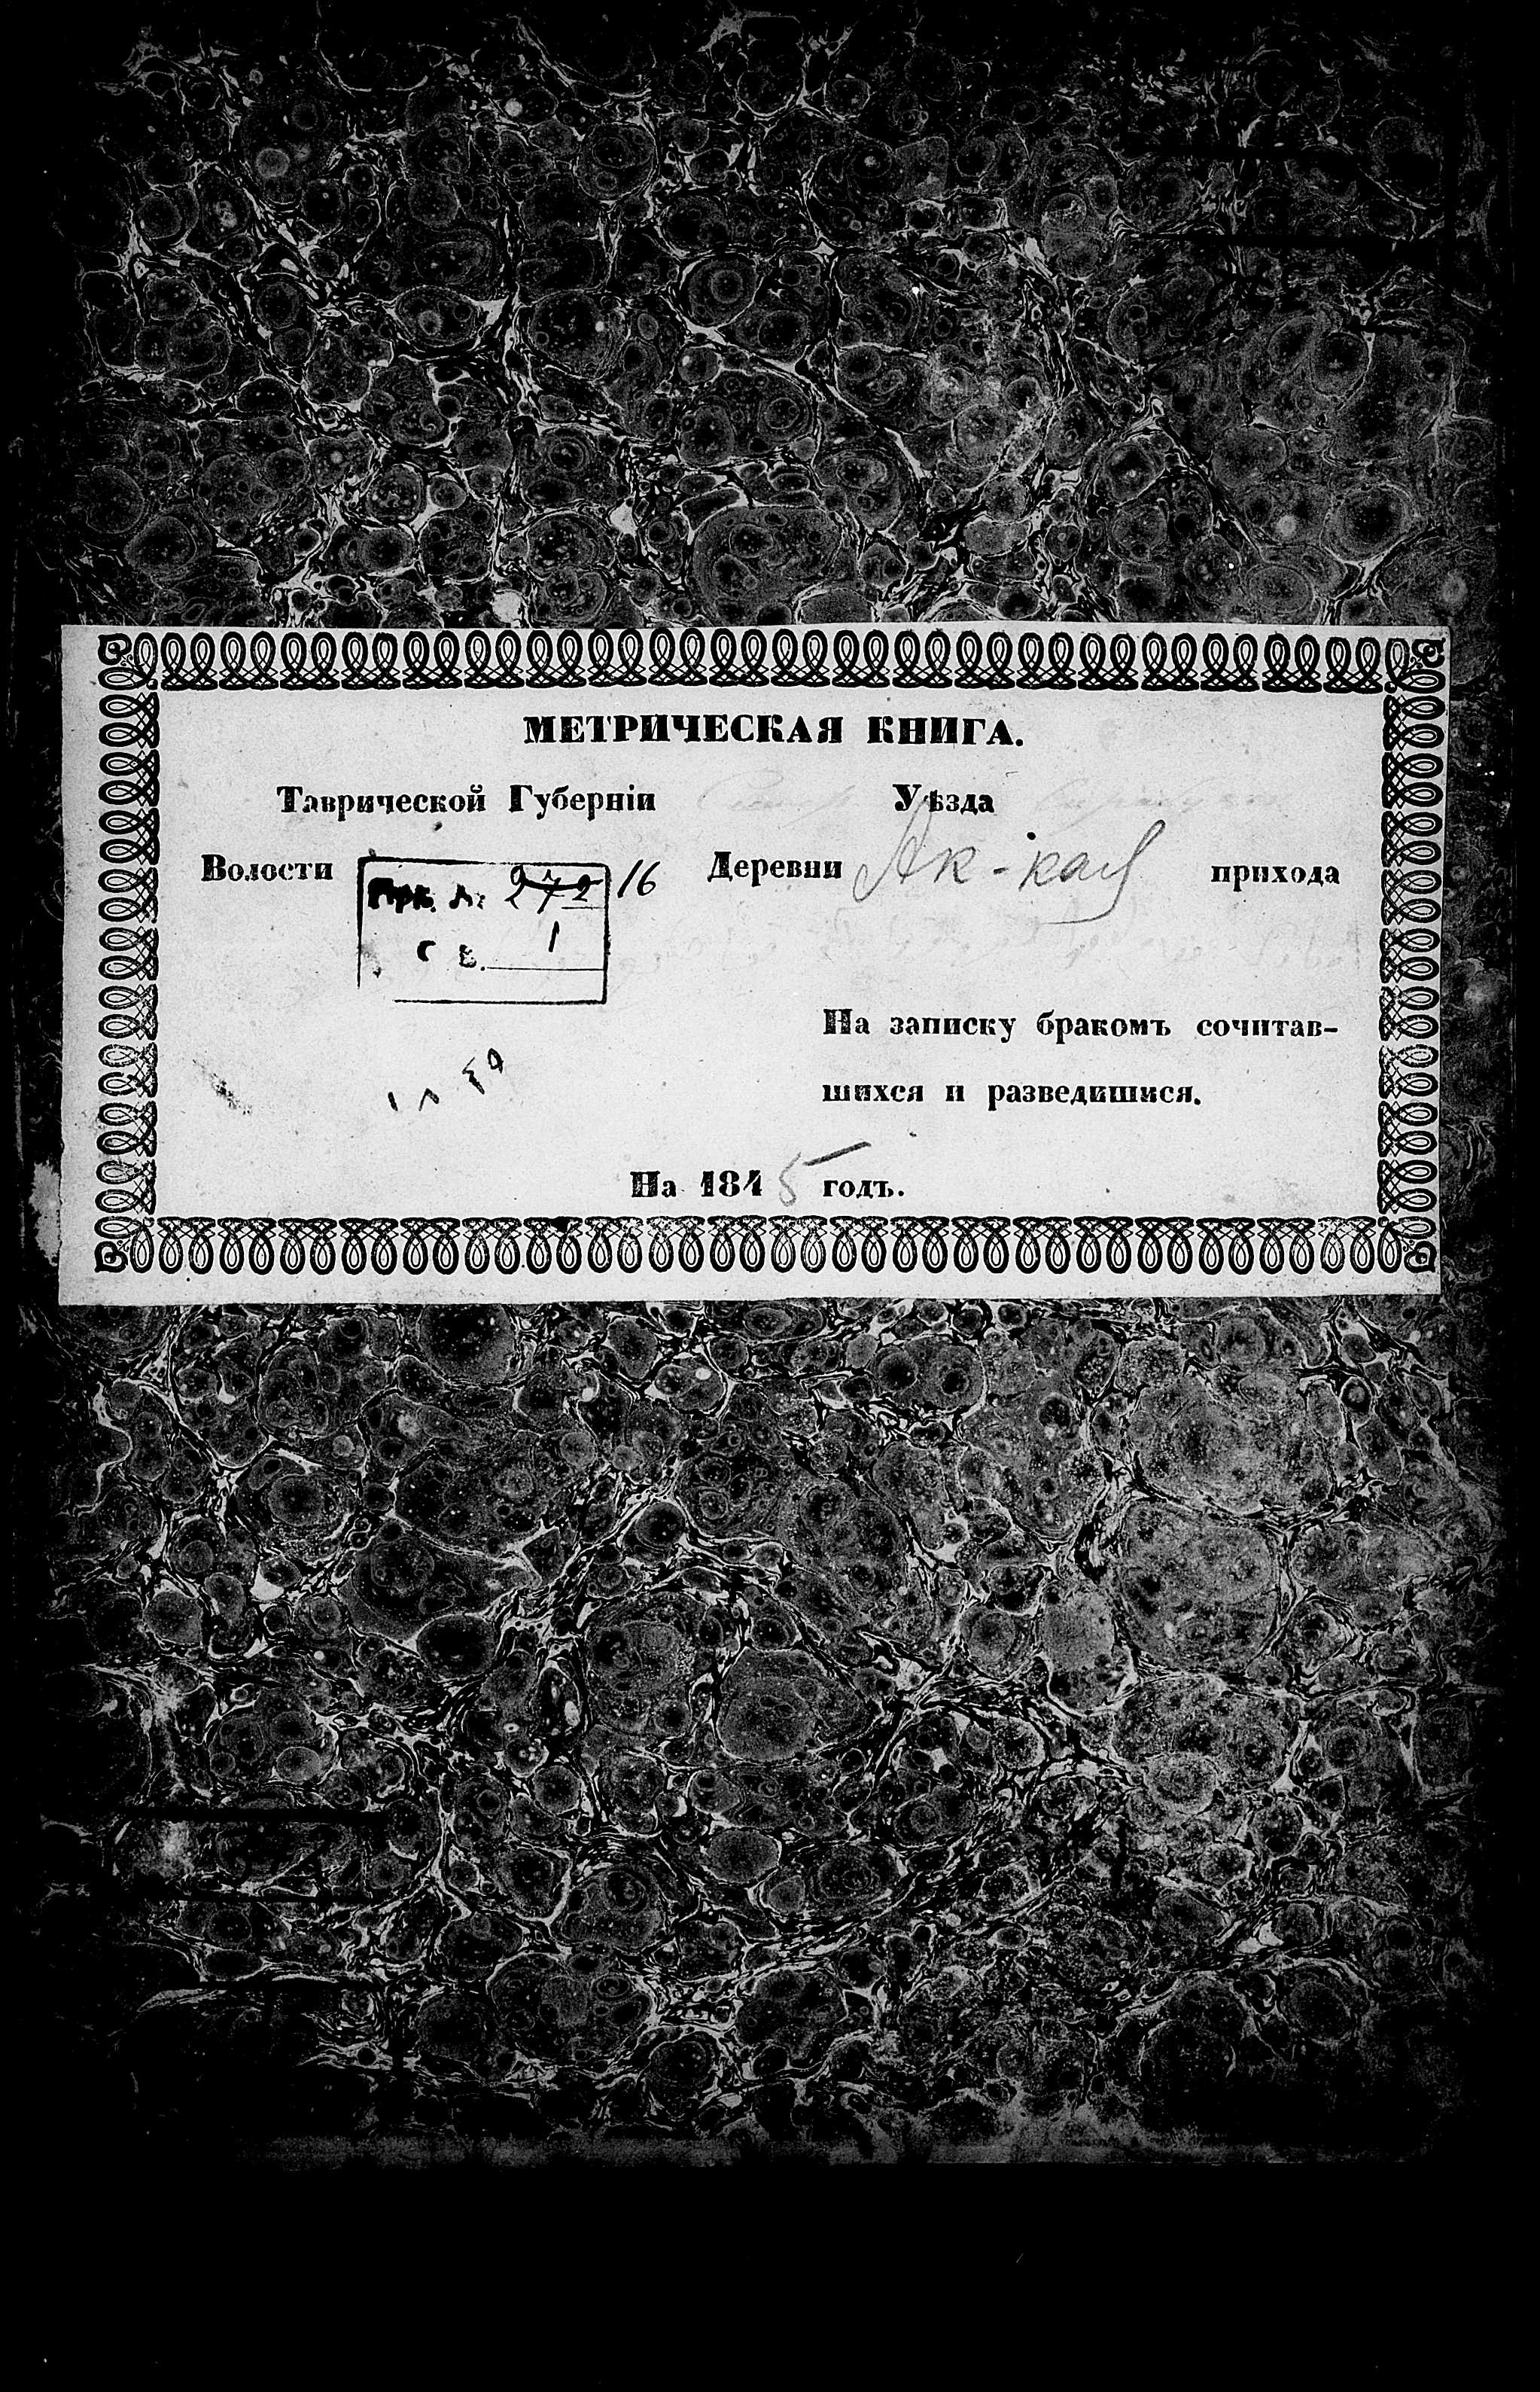 МЕТРИЧЕСКАЯ КНИГА.
Таврической Губерніи Уѣзда
Волости Деревни Ак-кая прихода
Прк. №: 272 16
С В. 1
На записку бракомъ сочитав-
шихся и разведшихся.
На 1845 годъ.